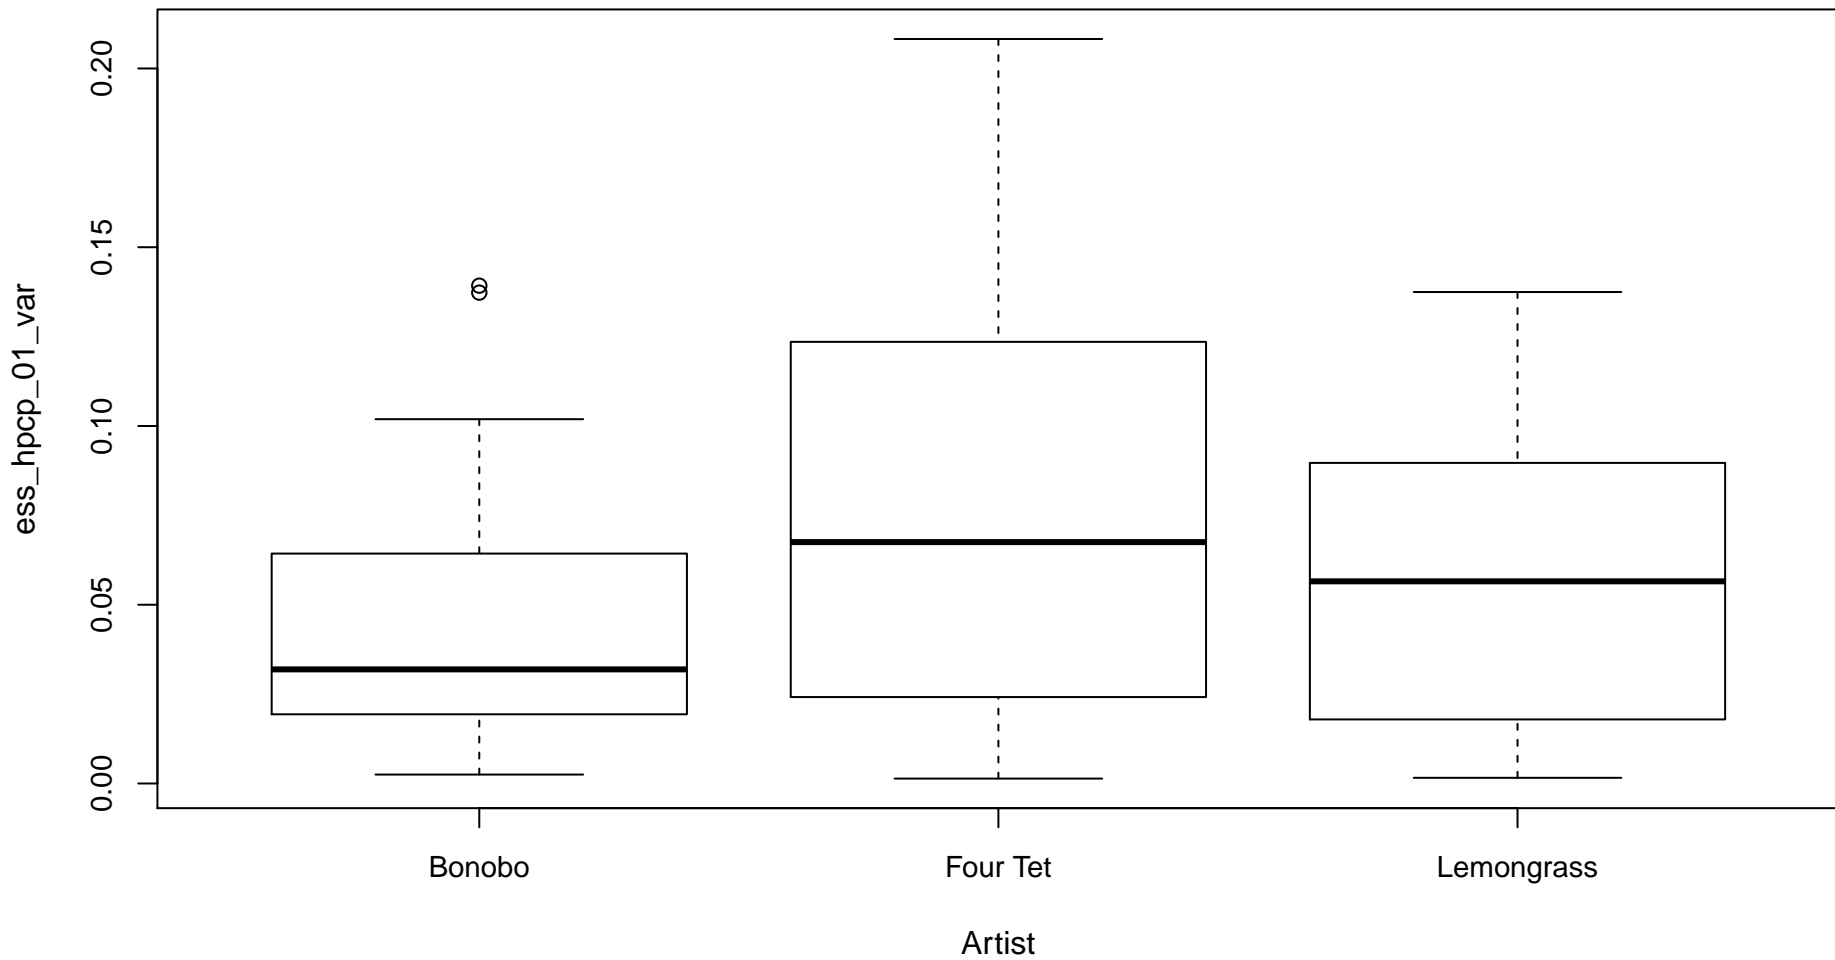 ess_hpcp_01_var
0.20
0.15
0.10
0.05
0.00
Bonobo
Four Tet
Lemongrass
Artist